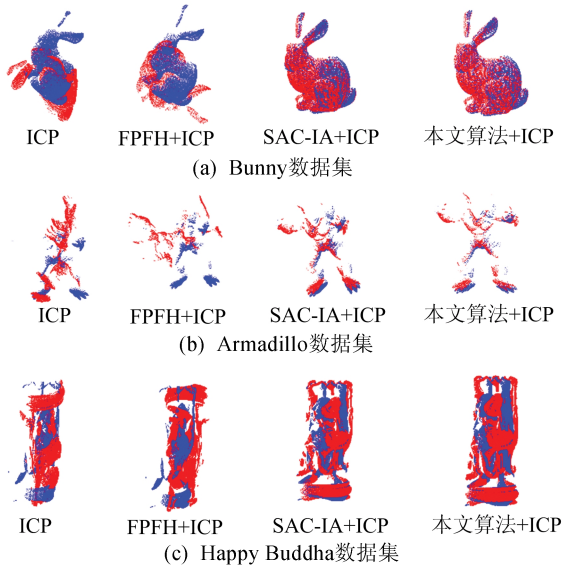 ICP FPFH+ICP SAC-IA+ICP 本文算法+ICP
(a) Bunny数据集
ICP FPFH+ICP SAC-IA+ICP 本文算法+ICP
(b) Armadillo数据集
ICP FPFH+ICP SAC-IA+ICP 本文算法+ICP
(c) Happy Buddha数据集